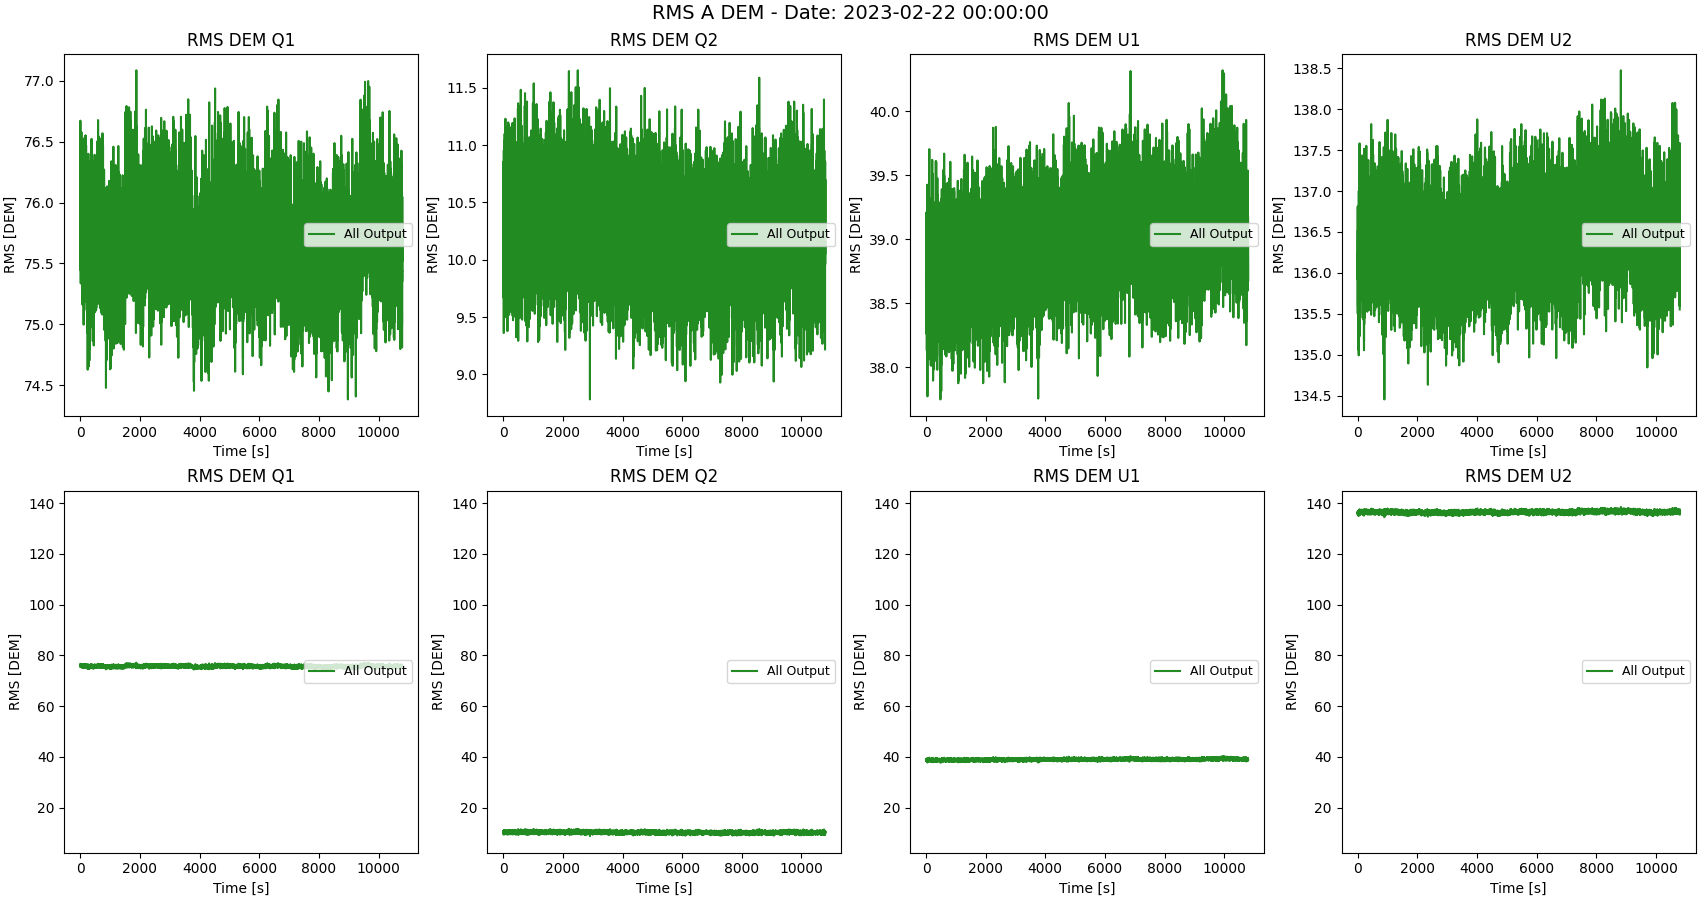 RMS A DEM - Date: 2023-02-22 00:00:00
RMS DEM Q1
RMS [DEM]
77.0
76.5
76.0
75.5
75.0
74.5
All Output
0 2000 4000 6000 8000 10000
Time [s]
RMS DEM Q2
RMS [DEM]
11.5
11.0
10.5
10.0
9.5
9.0
All Output
0 2000 4000 6000 8000 10000
Time [s]
RMS DEM U1
RMS [DEM]
40.0
39.5
39.0
38.5
38.0
All Output
0 2000 4000 6000 8000 10000
Time [s]
RMS DEM U2
RMS [DEM]
138.5
138.0
137.5
137.0
136.5
136.0
135.5
135.0
134.5
All Output
0 2000 4000 6000 8000 10000
Time [s]
RMS DEM Q1
RMS [DEM]
140
120
100
80
60
40
20
All Output
0 2000 4000 6000 8000 10000
Time [s]
RMS DEM Q2
RMS [DEM]
140
120
100
80
60
40
20
All Output
0 2000 4000 6000 8000 10000
Time [s]
RMS DEM U1
RMS [DEM]
140
120
100
80
60
40
20
All Output
0 2000 4000 6000 8000 10000
Time [s]
RMS DEM U2
RMS [DEM]
140
120
100
80
60
40
20
All Output
0 2000 4000 6000 8000 10000
Time [s]